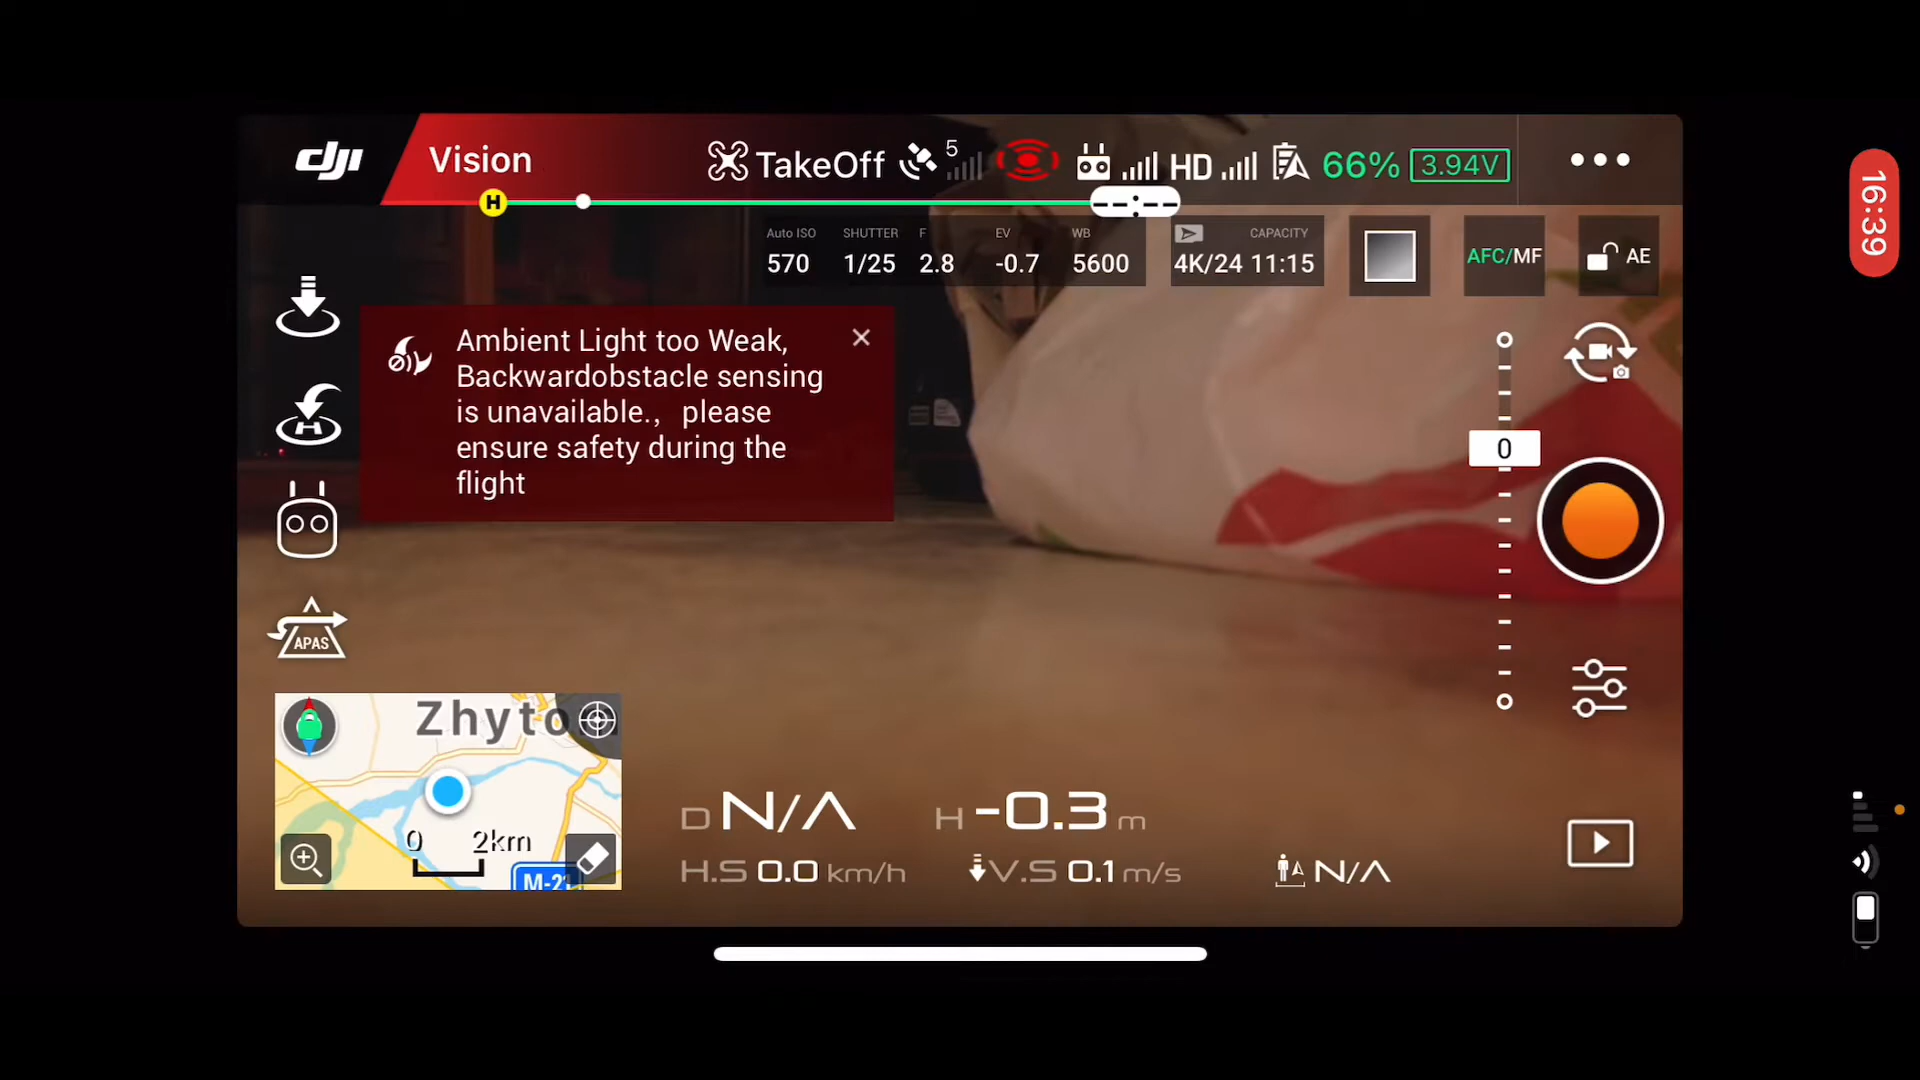 dji
Vision
TakeOff
5
HD
66%
3.94V
16:39
H
Auto ISO
570
SHUTTER
1/25
F
2.8
EV
-0.7
WB
5600
CAPACITY
4K/24 11:15
AFC/MF
AE
Ambient Light too Weak,
Backwardobstacle sensing
is unavailable.， please
ensure safety during the
flight
0
H
APAS
Zhyto
0 2km
M-21
D N/A
H -0.3 m
H.S 0.0 km/h
V.S 0.1 m/s
N/A